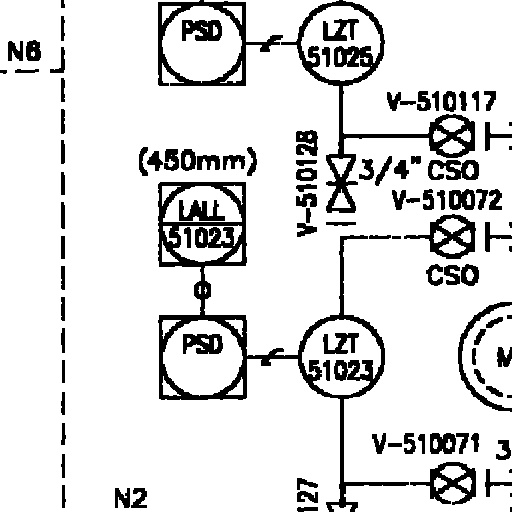 PSD
LZT
51025
N6
V-510117
V-510128
(450mm)
3/4" CSO
V-510072
LALL
51023
CSO
PSD
LZT
51023
M
V-510071
3
N2
127